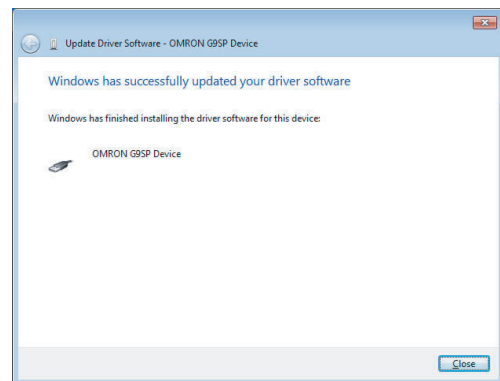 Update Driver Software - OMRON G9SP Device
Windows has successfully updated your driver software
Windows has finished installing the driver software for this device:
OMRON G9SP Device
Close